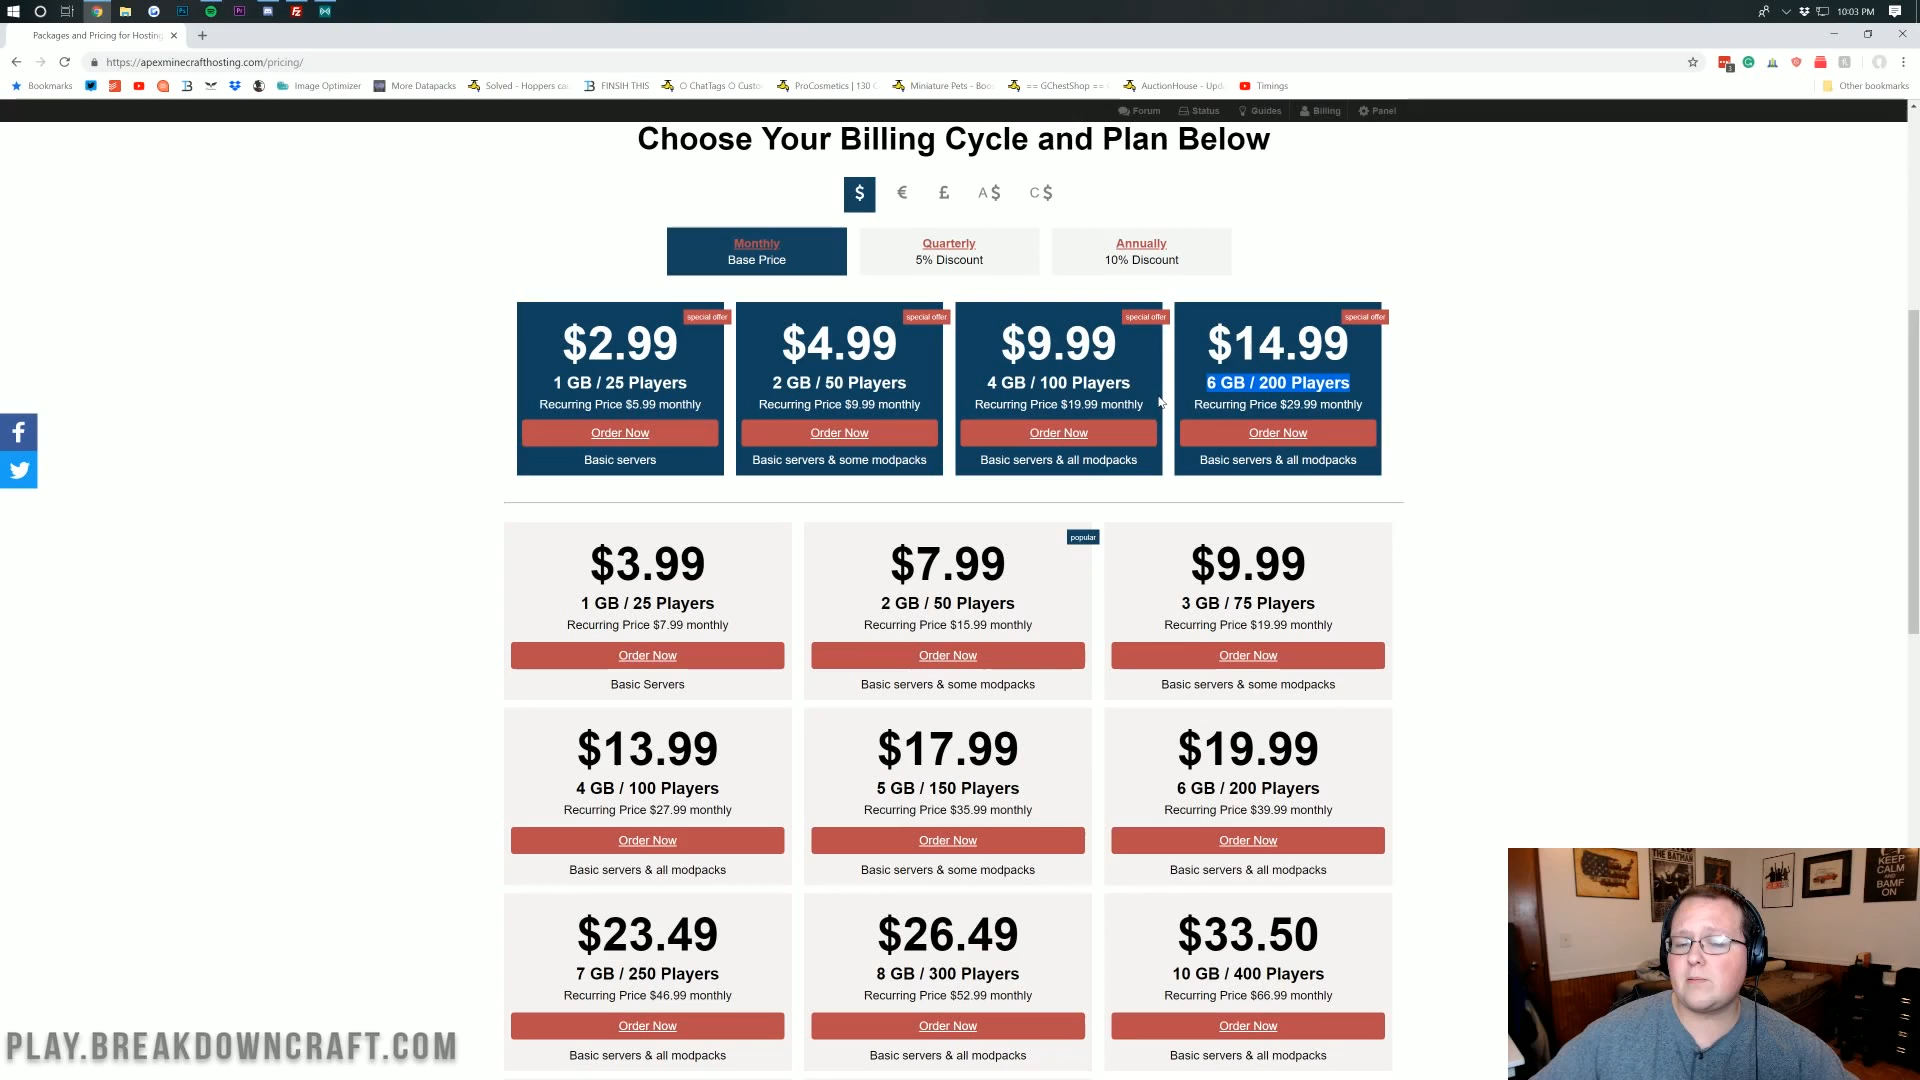 10:03 PM
Packages and Pricing for Hosting
https://apexminecrafthosting.com/pricing/
Bookmarks
Image Optimizer
More Datapacks
Solved - Hoppers ca
FINSIH THIS
O ChatTags O Custo
ProCosmetics | 130 C
Miniature Pets - Boo
== GChestShop ==
AuctionHouse - Upd
Timings
Other bookmarks
Forum Status Guides Billing Panel
Choose Your Billing Cycle and Plan Below
$ € £ A$ C$
Monthly
Base Price
Quarterly
5% Discount
Annually
10% Discount
special offer
$2.99
1 GB / 25 Players
Recurring Price $5.99 monthly
Order Now
Basic servers
special offer
$4.99
2 GB / 50 Players
Recurring Price $9.99 monthly
Order Now
Basic servers & some modpacks
special offer
$9.99
4 GB / 100 Players
Recurring Price $19.99 monthly
Order Now
Basic servers & all modpacks
special offer
$14.99
6 GB / 200 Players
Recurring Price $29.99 monthly
Order Now
Basic servers & all modpacks
$3.99
1 GB / 25 Players
Recurring Price $7.99 monthly
Order Now
Basic Servers
popular
$7.99
2 GB / 50 Players
Recurring Price $15.99 monthly
Order Now
Basic servers & some modpacks
$9.99
3 GB / 75 Players
Recurring Price $19.99 monthly
Order Now
Basic servers & some modpacks
$13.99
4 GB / 100 Players
Recurring Price $27.99 monthly
Order Now
Basic servers & all modpacks
$17.99
5 GB / 150 Players
Recurring Price $35.99 monthly
Order Now
Basic servers & some modpacks
$19.99
6 GB / 200 Players
Recurring Price $39.99 monthly
Order Now
Basic servers & all modpacks
$23.49
7 GB / 250 Players
Recurring Price $46.99 monthly
Order Now
Basic servers & all modpacks
$26.49
8 GB / 300 Players
Recurring Price $52.99 monthly
Order Now
Basic servers & all modpacks
$33.50
10 GB / 400 Players
Recurring Price $66.99 monthly
Order Now
Basic servers & all modpacks
PLAY.BREAKDOWNCRAFT.COM
THE BATMAN
KEEP
CALM
AND
BAMF
ON